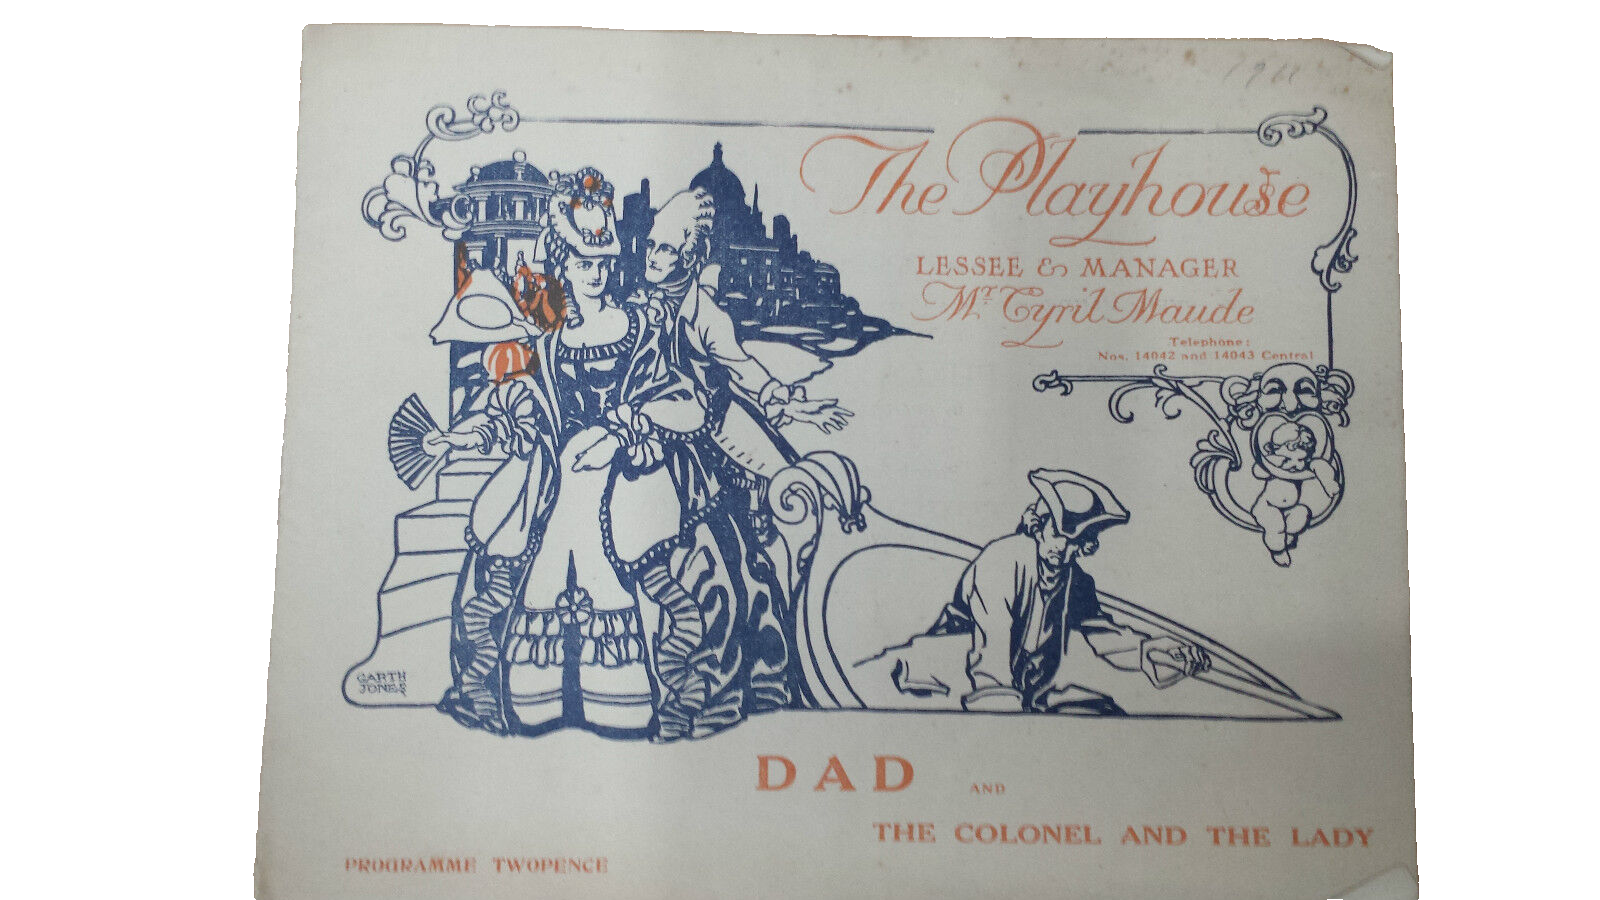 1911
The Playhouse
LESSEE & MANAGER
Mr. Cyril Maude
Telephone:
Nos. 14042 and 14043 Central
GARTH
JONES
DAD AND
THE COLONEL AND THE LADY
PROGRAMME TWOPENCE